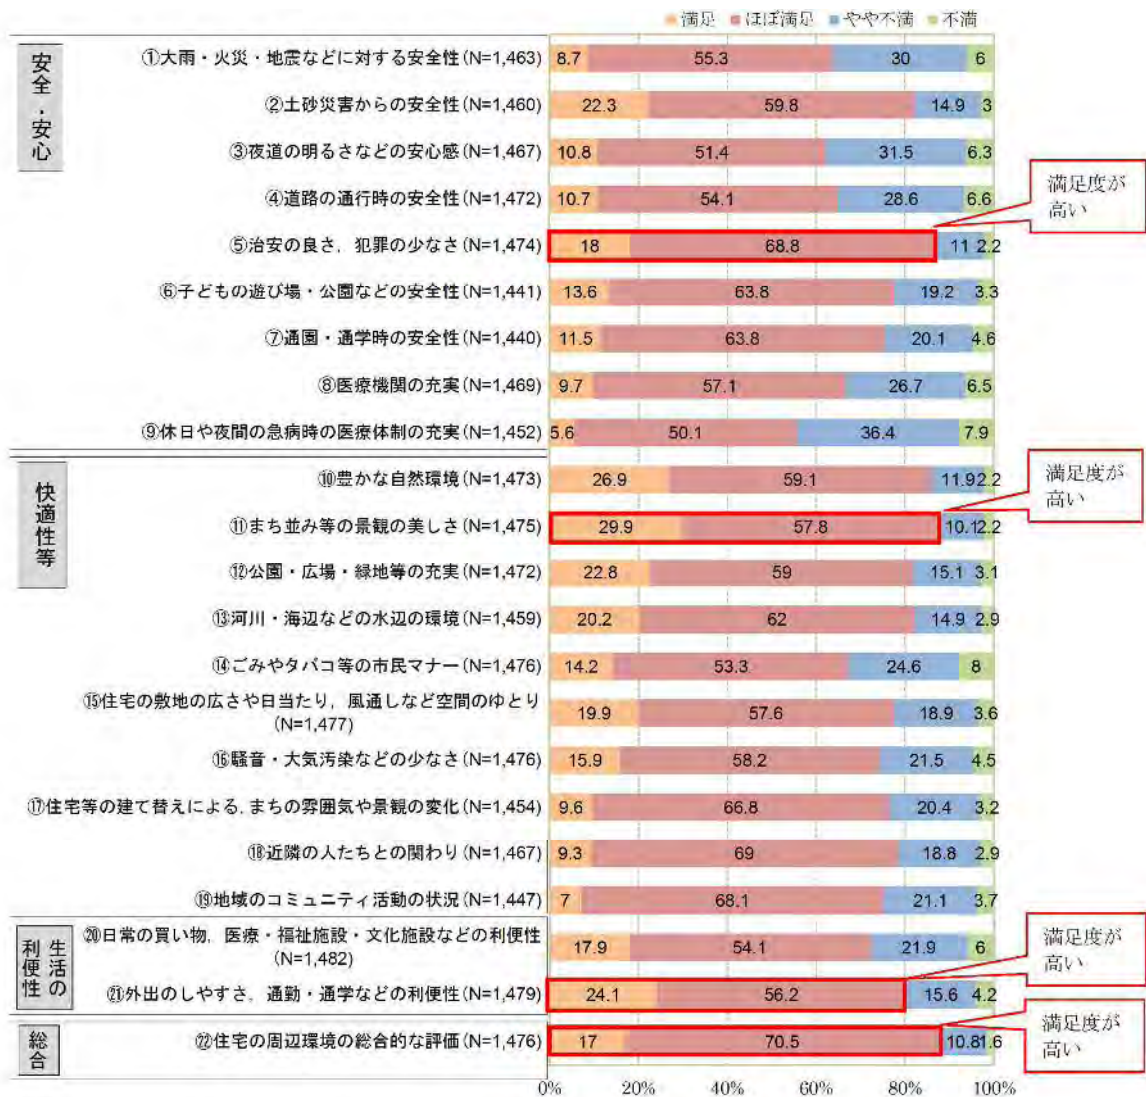 満足 ほぼ満足 やや不満 不満
安全・安心
①大雨・火災・地震などに対する安全性(N=1,463) 8.7 55.3 30 6
②土砂災害からの安全性(N=1,460) 22.3 59.8 14.9 3
③夜道の明るさなどの安心感(N=1,467) 10.8 51.4 31.5 6.3
④道路の通行時の安全性(N=1,472) 10.7 54.1 28.6 6.6
満足度が
高い
⑤治安の良さ，犯罪の少なさ(N=1,474) 18 68.8 11 2.2
⑥子どもの遊び場・公園などの安全性(N=1,441) 13.6 63.8 19.2 3.3
⑦通園・通学時の安全性(N=1,440) 11.5 63.8 20.1 4.6
⑧医療機関の充実(N=1,469) 9.7 57.1 26.7 6.5
⑨休日や夜間の急病時の医療体制の充実(N=1,452) 5.6 50.1 36.4 7.9
快適性等
⑩豊かな自然環境(N=1,473) 26.9 59.1 11.9 2.2
満足度が
高い
⑪まち並み等の景観の美しさ(N=1,475) 29.9 57.8 10.1 2.2
⑫公園・広場・緑地等の充実(N=1,472) 22.8 59 15.1 3.1
⑬河川・海辺などの水辺の環境(N=1,459) 20.2 62 14.9 2.9
⑭ごみやタバコ等の市民マナー(N=1,476) 14.2 53.3 24.6 8
⑮住宅の敷地の広さや日当たり，風通しなど空間のゆとり
(N=1,477) 19.9 57.6 18.9 3.6
⑯騒音・大気汚染などの少なさ(N=1,476) 15.9 58.2 21.5 4.5
⑰住宅等の建て替えによる，まちの雰囲気や景観の変化(N=1,454) 9.6 66.8 20.4 3.2
⑱近隣の人たちとの関わり(N=1,467) 9.3 69 18.8 2.9
⑲地域のコミュニティ活動の状況(N=1,447) 7 68.1 21.1 3.7
生活の
利便性
⑳日常の買い物，医療・福祉施設・文化施設などの利便性
(N=1,482) 17.9 54.1 21.9 6
満足度が
高い
㉑外出のしやすさ，通勤・通学などの利便性(N=1,479) 24.1 56.2 15.6 4.2
総合
満足度が
高い
㉒住宅の周辺環境の総合的な評価(N=1,476) 17 70.5 10.8 1.6
0% 20% 40% 60% 80% 100%